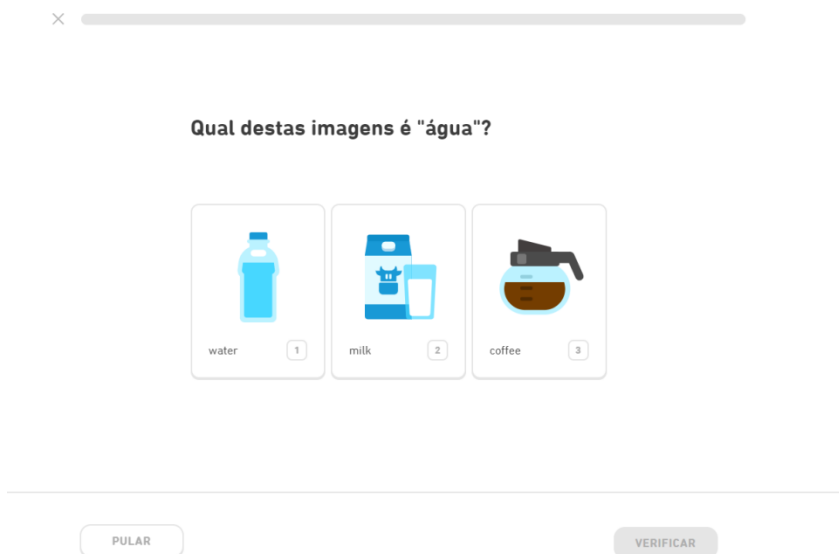 Qual destas imagens é "água"?
water 1
milk 2
coffee 3
PULAR
VERIFICAR